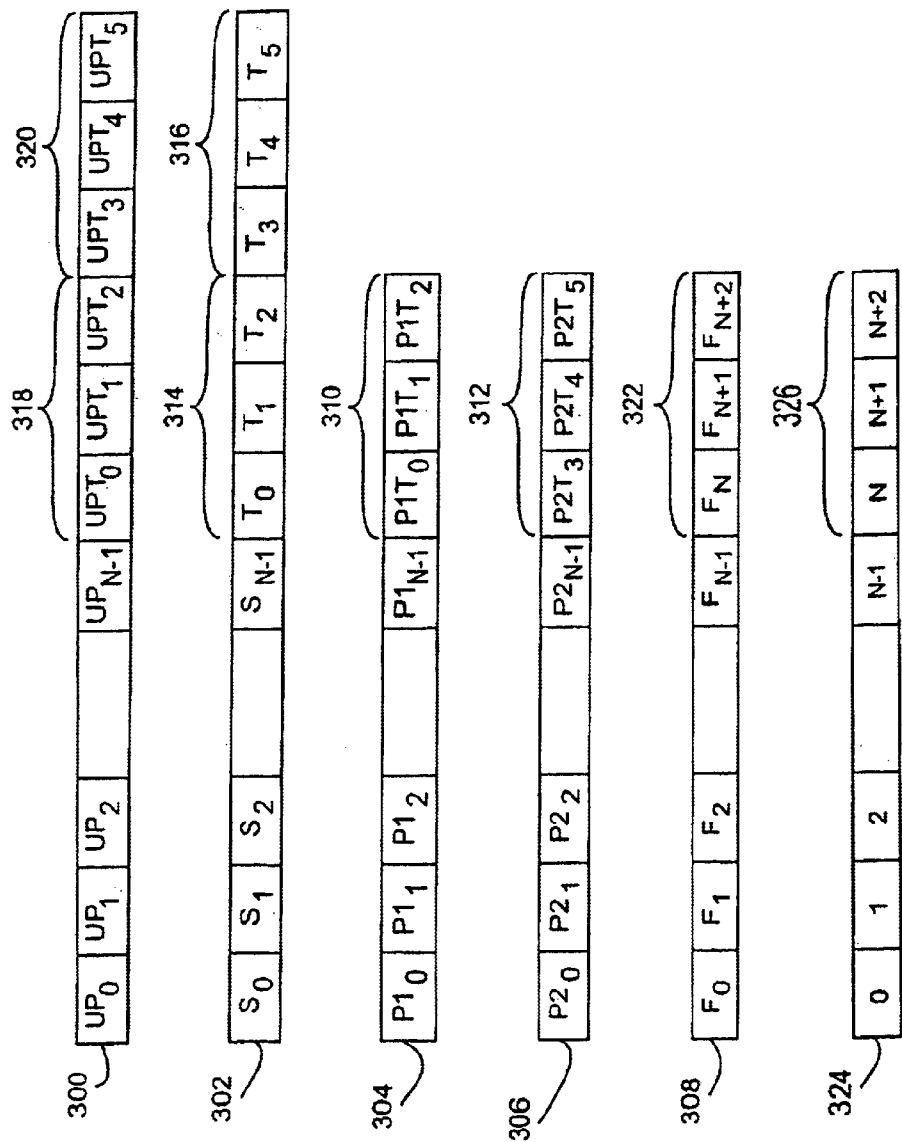 318 320
300 UP0 UP1 UP2 UPN-1 UPT0 UPT1 UPT2 UPT3 UPT4 UPT5
314 316
302 S0 S1 S2 SN-1 T0 T1 T2 T3 T4 T5
310
304 P10 P11 P12 P1N-1 P1T0 P1T1 P1T2
312
306 P20 P21 P22 P2N-1 P2T3 P2T4 P2T5
322
308 F0 F1 F2 FN-1 FN FN+1 FN+2
326
324 0 1 2 N-1 N N+1 N+2